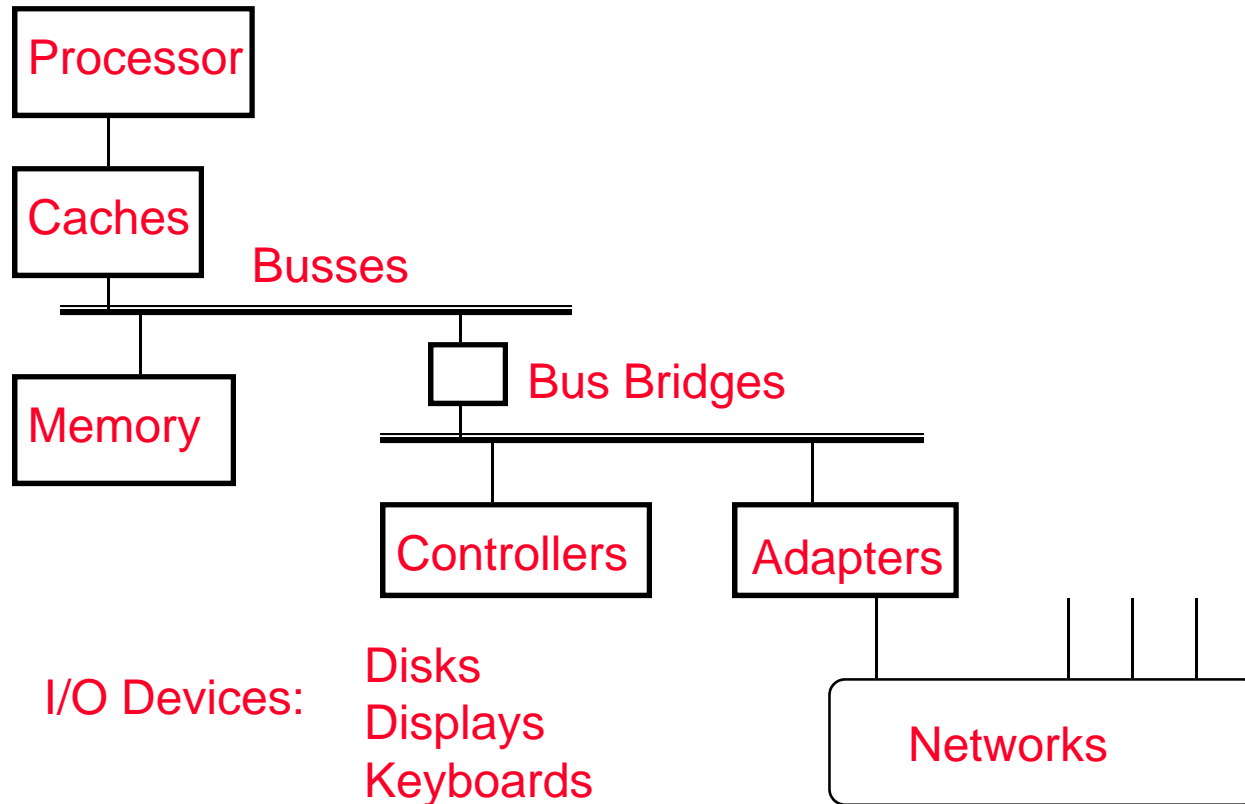 Processor
Caches
Busses
Bus Bridges
Memory
Controllers
Adapters
I/O Devices:
Disks
Displays
Keyboards
Networks